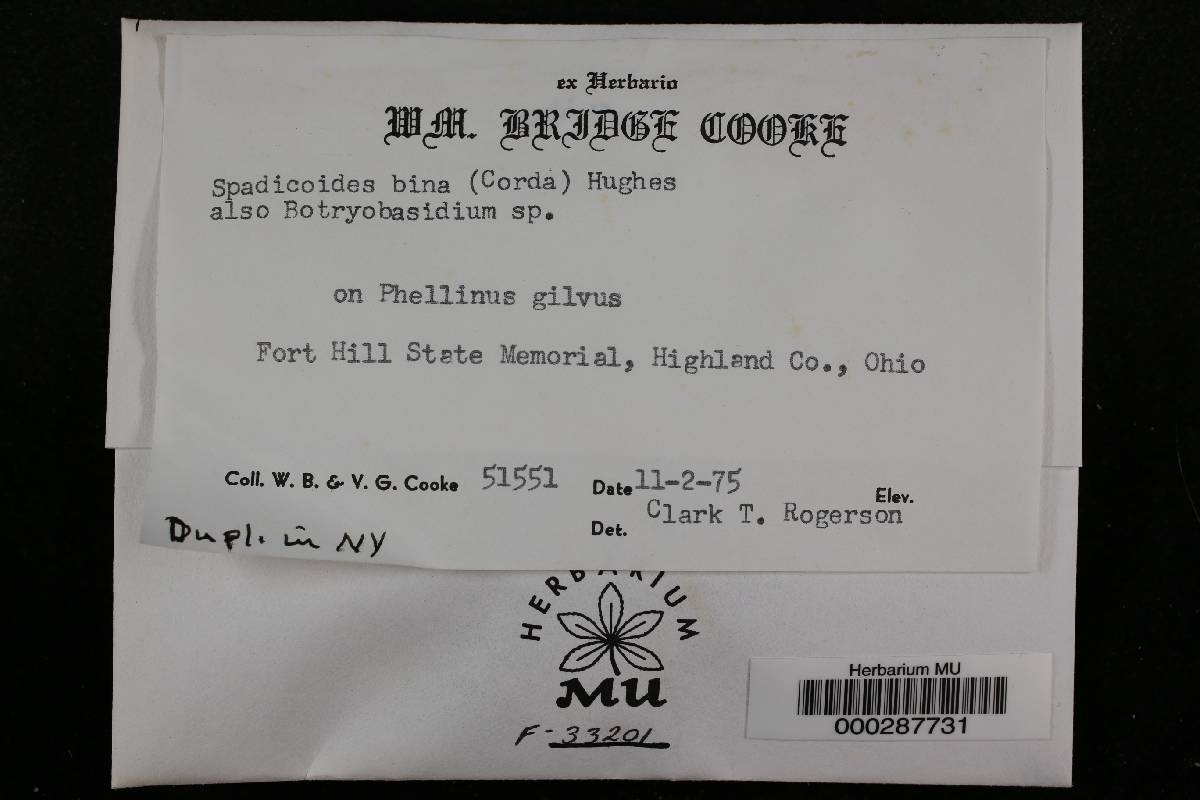 ex Herbario
WM. BRIDGE COOKE
Spadicoides bina (Corda) Hughes
also Botryobasidium sp.
on Phellinus gilvus
Fort Hill State Memorial, Highland Co., Ohio
Coll. W. B. & V. G. Cooke 51551 Date 11-2-75 Elev.
Det. Clark T. Rogerson
Dupl. in NY
HERBARIUM
MU
F-33201
Herbarium MU
000287731